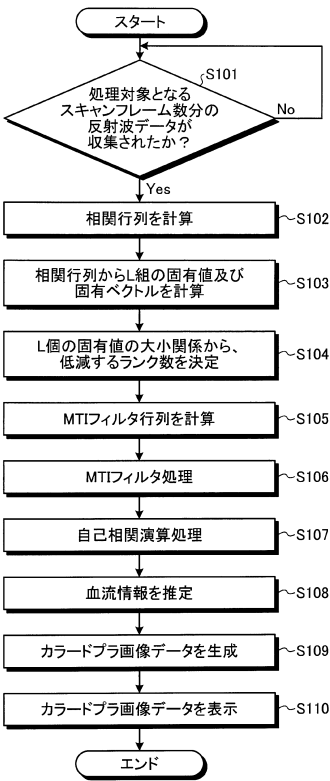 スタート
S101
処理対象となる
スキャンフレーム数分の
反射波データが
収集されたか?
No
Yes
相関行列を計算
S102
相関行列からL組の固有値及び
固有ベクトルを計算
S103
L個の固有値の大小関係から、
低減するランク数を決定
S104
MTIフィルタ行列を計算
S105
MTIフィルタ処理
S106
自己相関演算処理
S107
血流情報を推定
S108
カラードプラ画像データを生成
S109
カラードプラ画像データを表示
S110
エンド